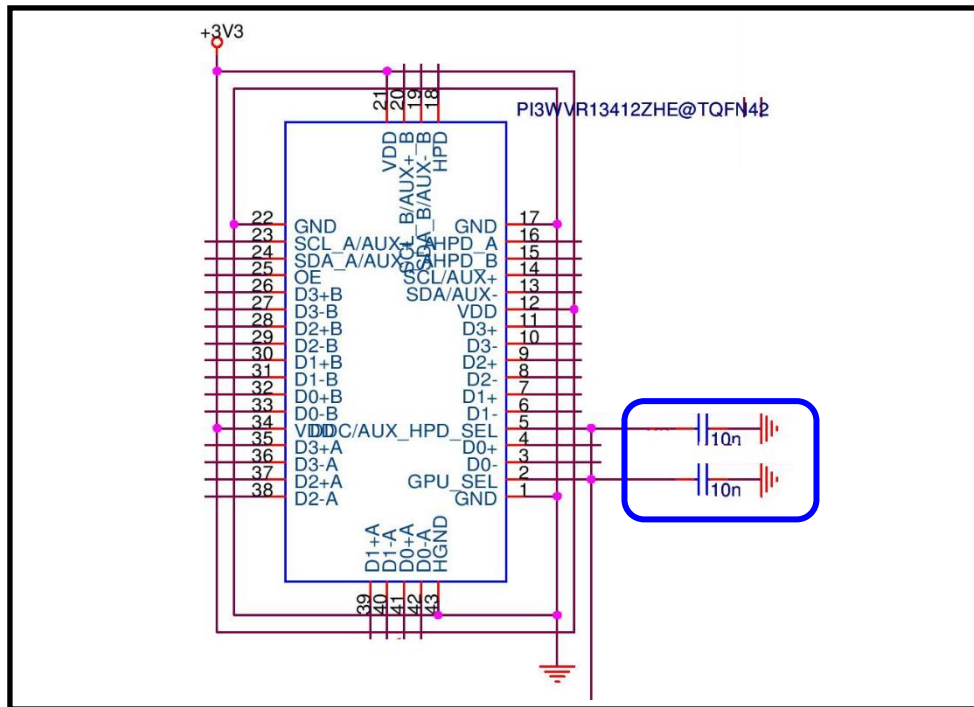 +3V3
PI3WVR13412ZHE@TQFN42
21
20
19
18
VDD
SCL_B/AUX+_B
SDA_B/AUX-_B
HPD
22
GND
23
SCL_A/AUX+_A
24
SDA_A/AUX-_A
25
OE
26
D3+B
27
D3-B
28
D2+B
29
D2-B
30
D1+B
31
D1-B
32
D0+B
33
D0-B
34
VDD
35
D3+A
36
D3-A
37
D2+A
38
D2-A
GND
17
HPD_A
16
HPD_B
15
SCL/AUX+
14
SDA/AUX-
13
VDD
12
D3+
11
D3-
10
D2+
9
D2-
8
D1+
7
D1-
6
DDC/AUX_HPD_SEL
5
D0+
4
D0-
3
GPU_SEL
2
GND
1
10n
10n
D1+A
D1-A
D0+A
D0-A
HGND
39
40
41
42
43